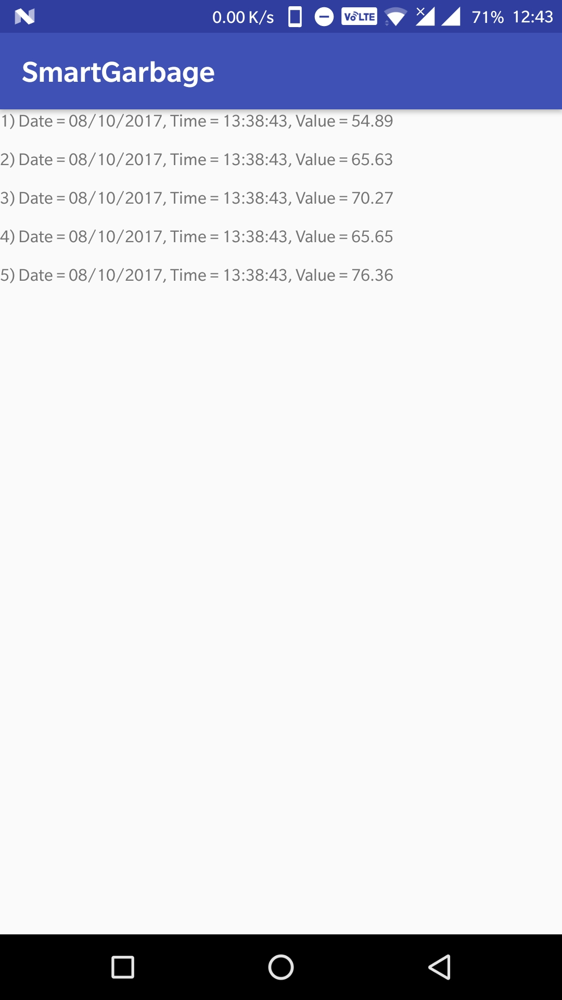 0.00 K/s VoLTE 71% 12:43
SmartGarbage
1) Date = 08/10/2017, Time = 13:38:43, Value = 54.89
2) Date = 08/10/2017, Time = 13:38:43, Value = 65.63
3) Date = 08/10/2017, Time = 13:38:43, Value = 70.27
4) Date = 08/10/2017, Time = 13:38:43, Value = 65.65
5) Date = 08/10/2017, Time = 13:38:43, Value = 76.36